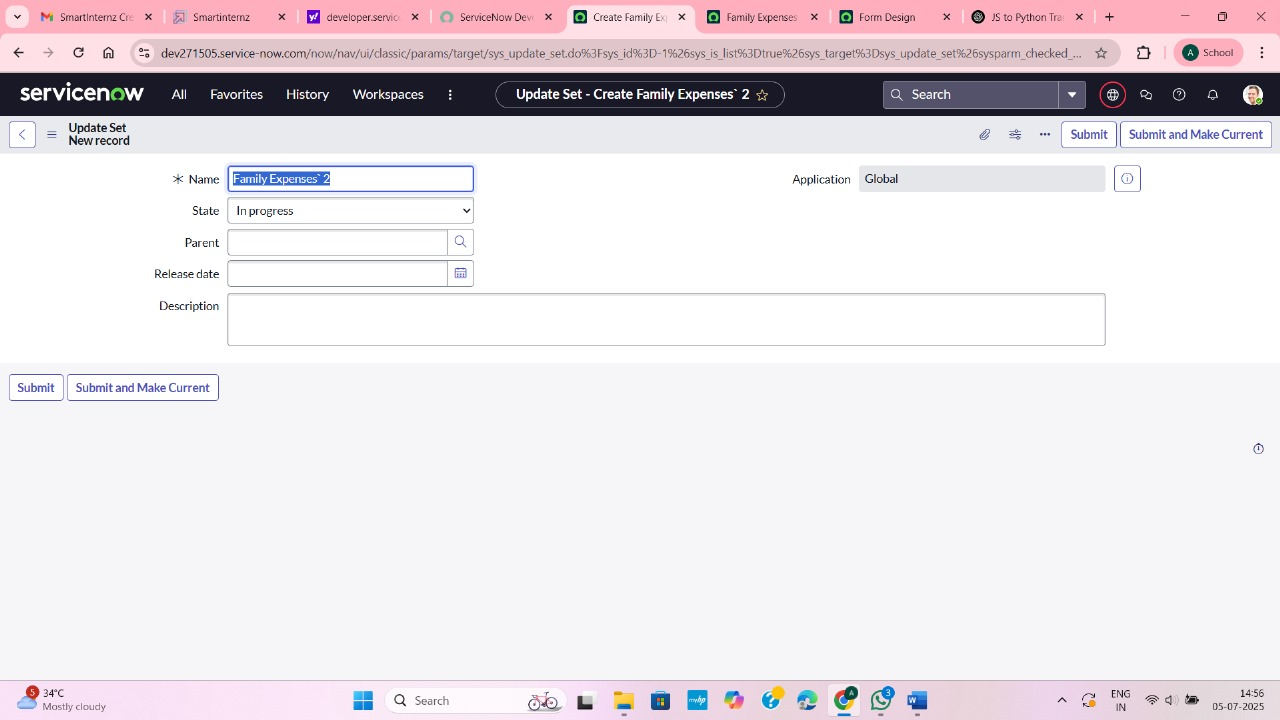 SmartInternz Cre
Smartinternz
developer.servic
ServiceNow Dev
Create Family Exp
Family Expenses
Form Design
JS to Python Tra
dev271505.service-now.com/now/nav/ui/classic/params/target/sys_update_set.do%3Fsys_id%3D-1%26sys_is_list%3Dtrue%26sys_target%3Dsys_update_set%26sysparm_checked_...
A School
servicenow All Favorites History Workspaces
Update Set - Create Family Expenses` 2
Search
Update Set
New record
Submit
Submit and Make Current
Name
Family Expenses` 2
Application
Global
State
In progress
Parent
Release date
Description
Submit
Submit and Make Current
5
34°C
Mostly cloudy
Search
A
3
ENG
IN
14:56
05-07-2025